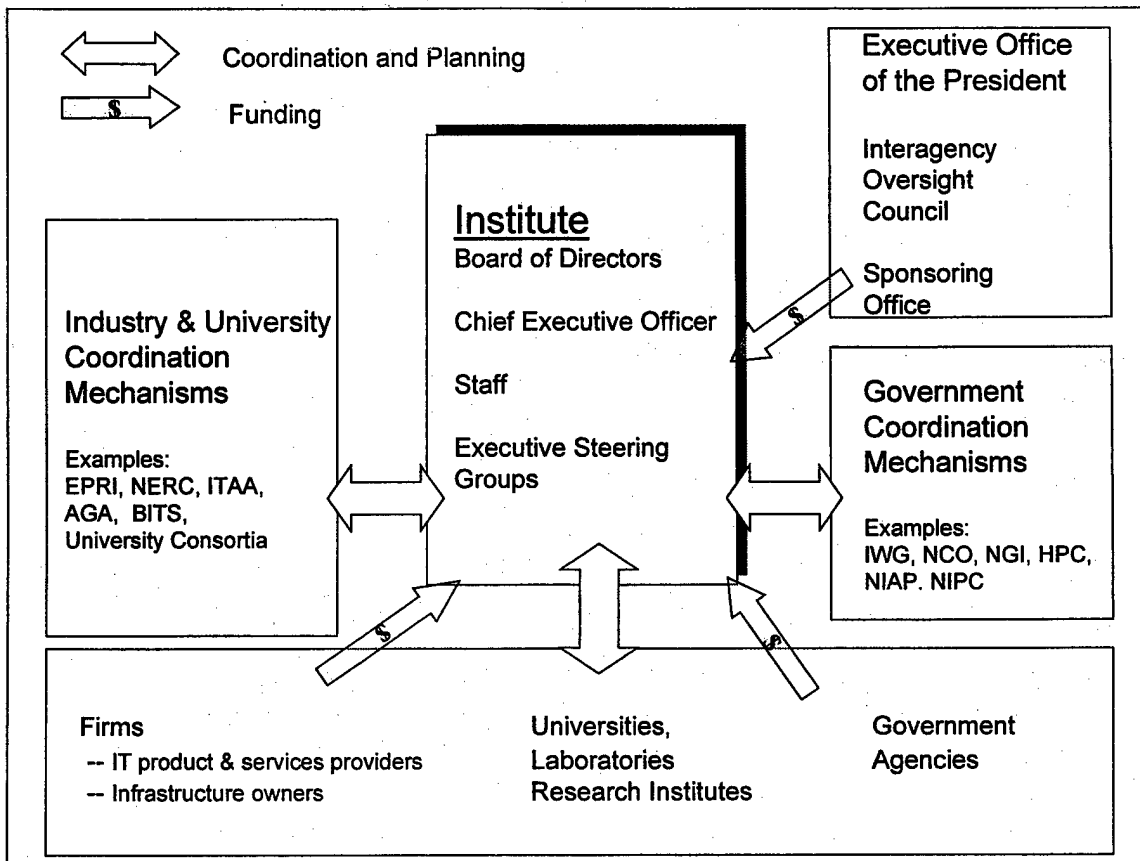 Coordination and Planning
$
Funding
Executive Office
of the President
Interagency
Oversight
Council
Sponsoring
Office
$
Institute
Board of Directors
Chief Executive Officer
Staff
Executive Steering
Groups
Industry & University
Coordination
Mechanisms
Examples:
EPRI, NERC, ITAA,
AGA, BITS,
University Consortia
Government
Coordination
Mechanisms
Examples:
IWG, NCO, NGI, HPC,
NIAP. NIPC
$
$
Firms
-- IT product & services providers
-- Infrastructure owners
Universities,
Laboratories
Research Institutes
Government
Agencies